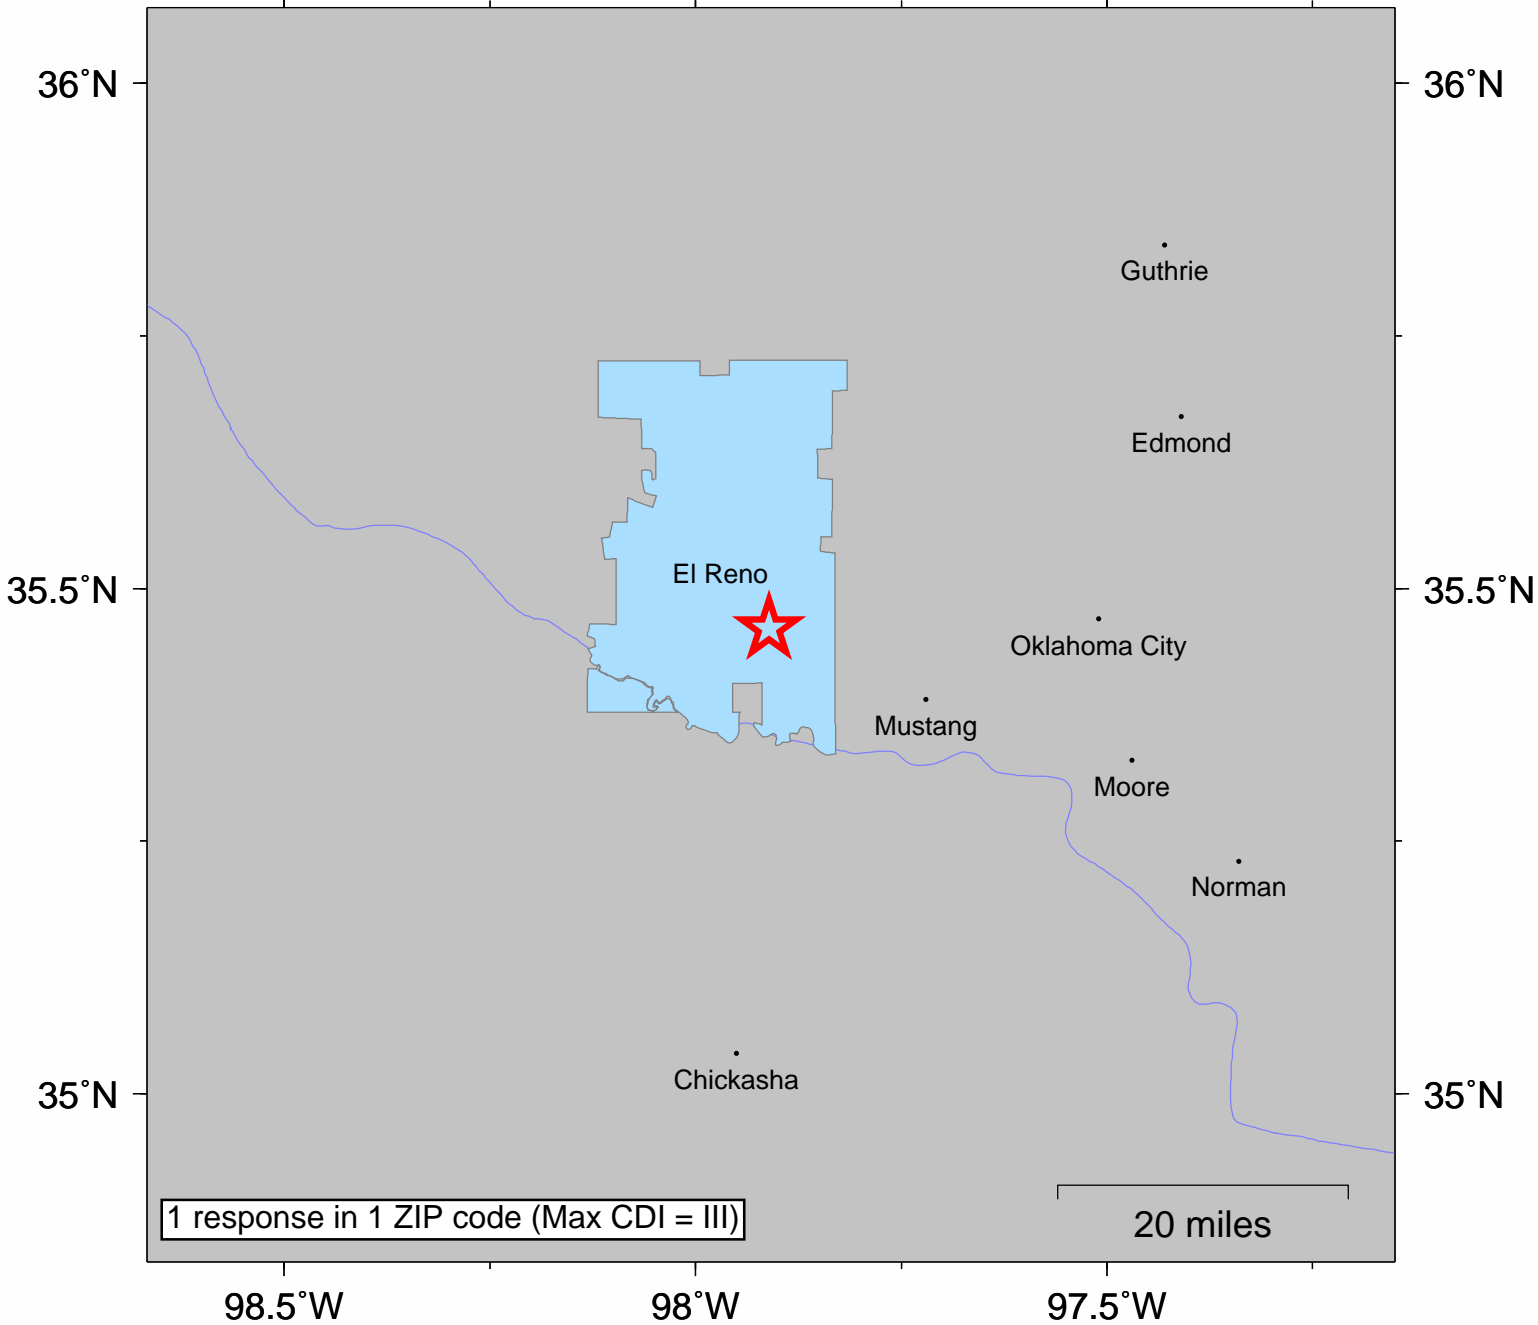 36˚N
36˚N
Guthrie
Edmond
El Reno
35.5˚N
35.5˚N
Oklahoma City
Mustang
Moore
Norman
Chickasha
35˚N
35˚N
1 response in 1 ZIP code (Max CDI = III)
20 miles
98.5˚W
98˚W
97.5˚W